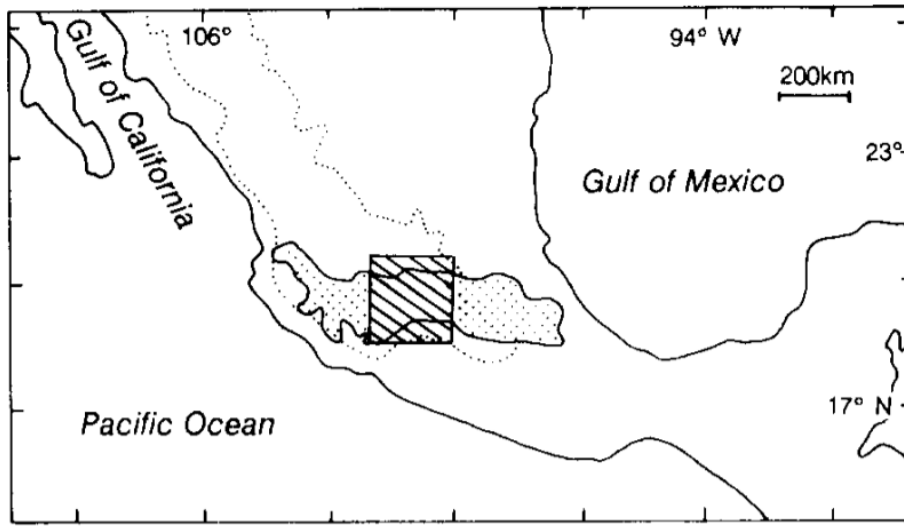 106°
94° W
200km
23°
Gulf of California
Gulf of Mexico
17° N
Pacific Ocean